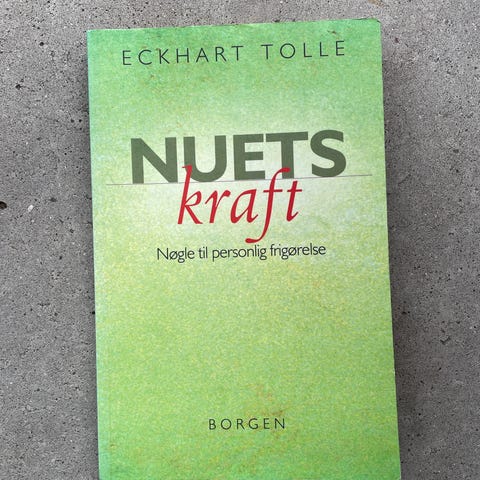 ECKHART TOLLE
NUETS
kraft
Nøgle til personlig frigørelse
BORGEN